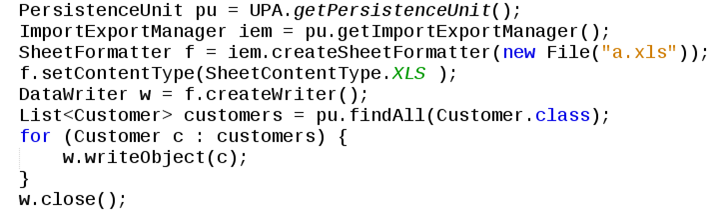 PersistenceUnit pu = UPA.getPersistenceUnit();
ImportExportManager iem = pu.getImportExportManager();
SheetFormatter f = iem.createSheetFormatter(new File("a.xls"));
f.setContentType(SheetContentType.XLS );
DataWriter w = f.createWriter();
List<Customer> customers = pu.findAll(Customer.class);
for (Customer c : customers) {
    w.writeObject(c);
}
w.close();